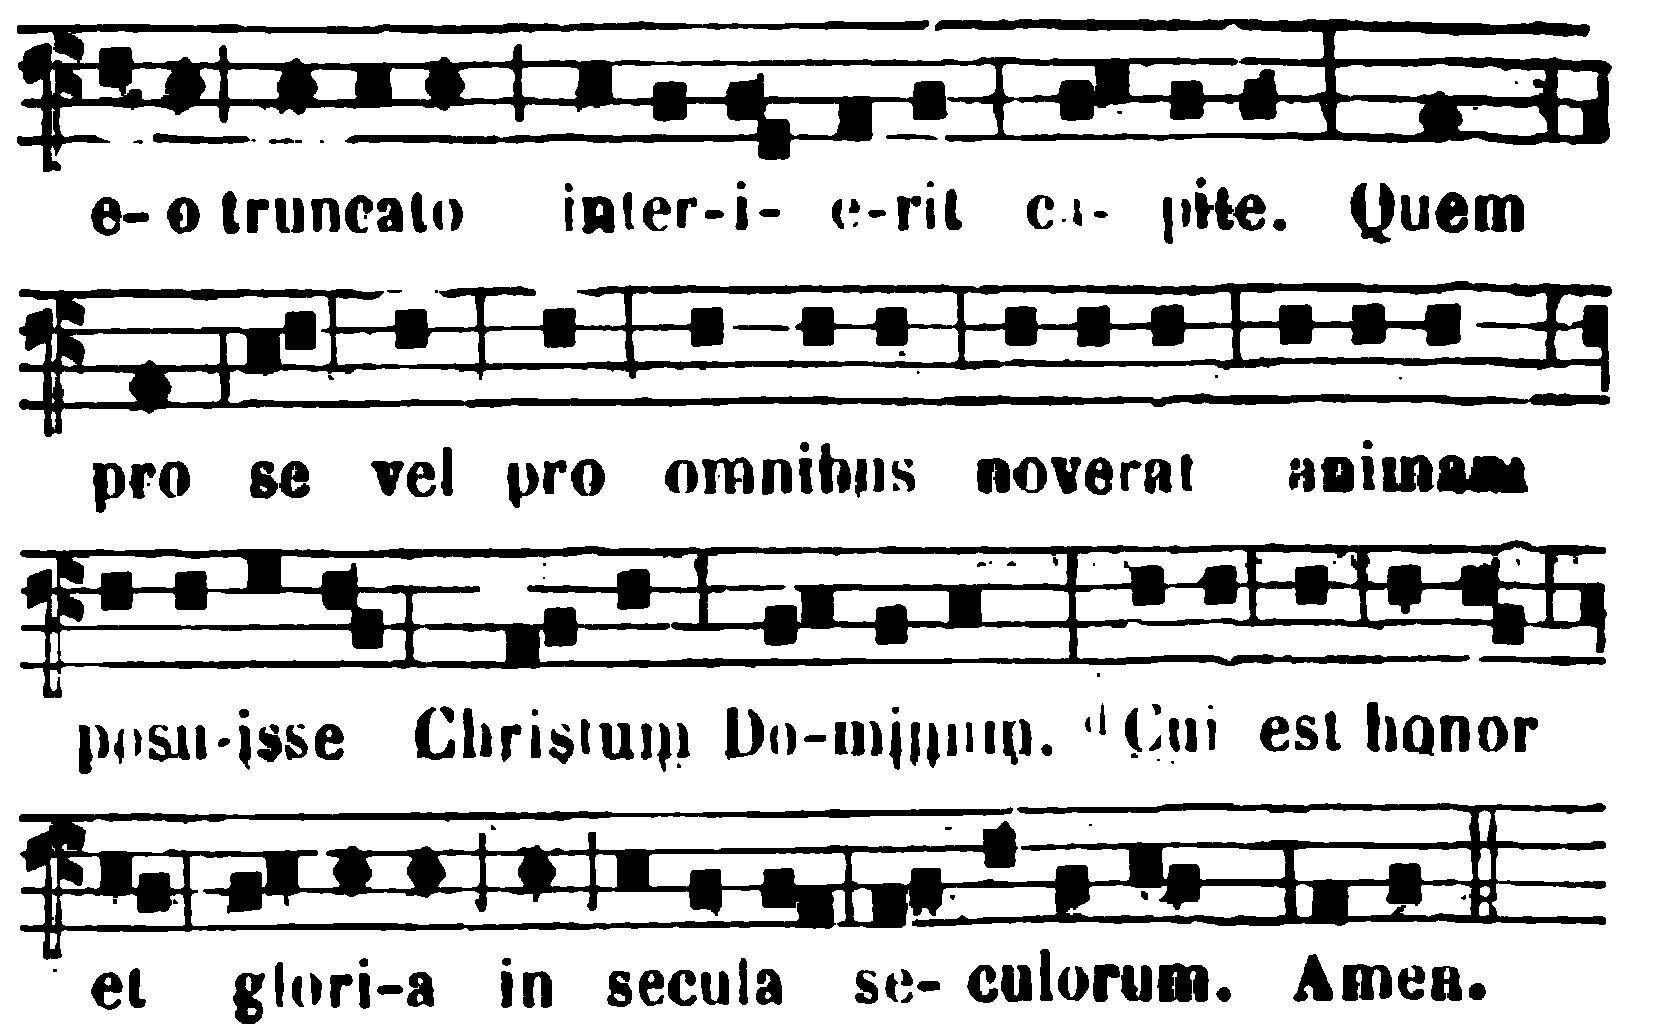 e- o truncato inter-i- e-rit ca- pite. Quem
pro se vel pro omnibus noverat animam
posu-isse Christum Do-minum. Cui est honor
et glori-a in secula se- culorum. Amen.